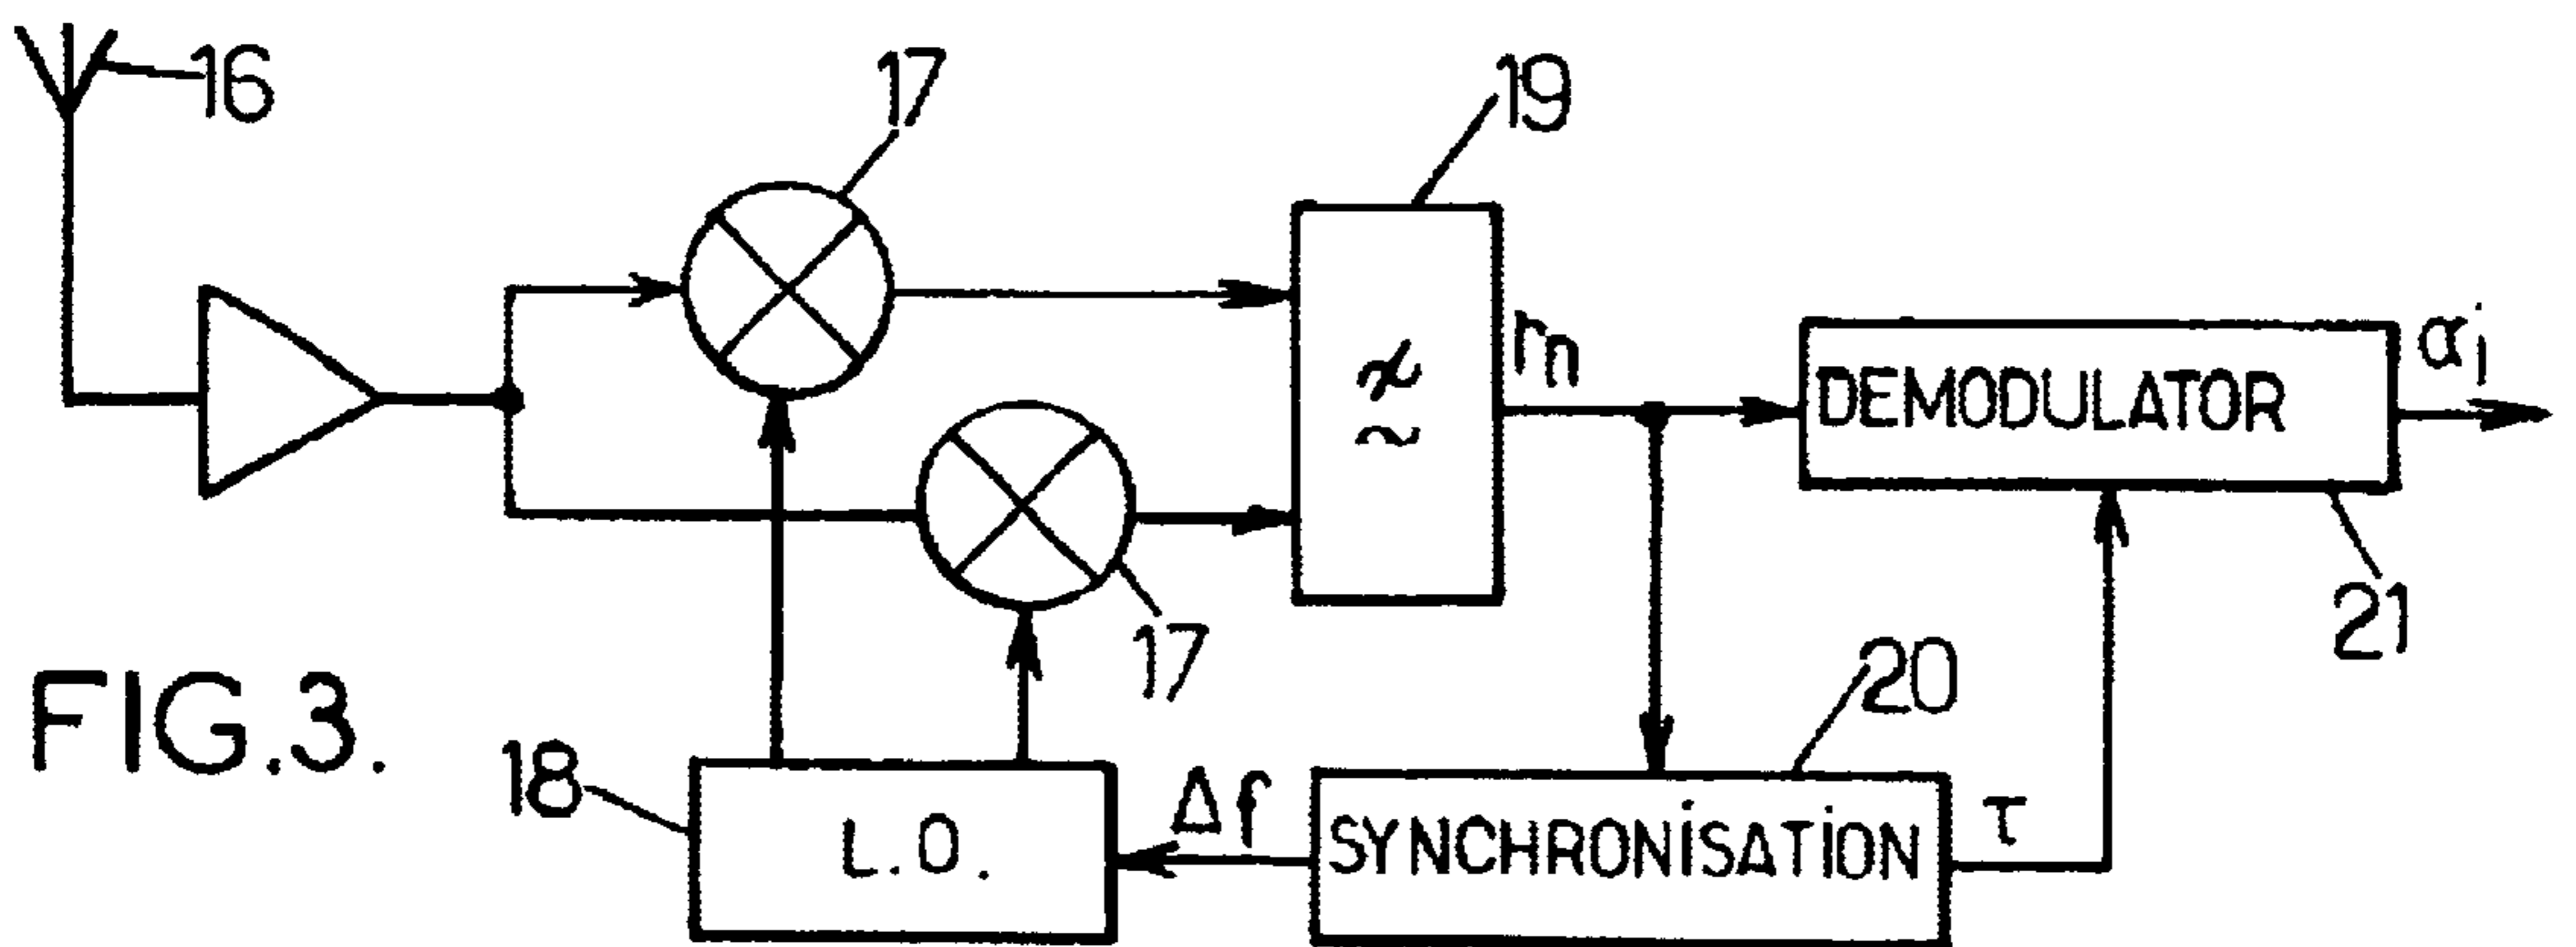 16
17
19
rn
DEMODULATOR
αi
17
21
FIG.3.
18
L.O.
Δf
20
SYNCHRONiSATiON
τ